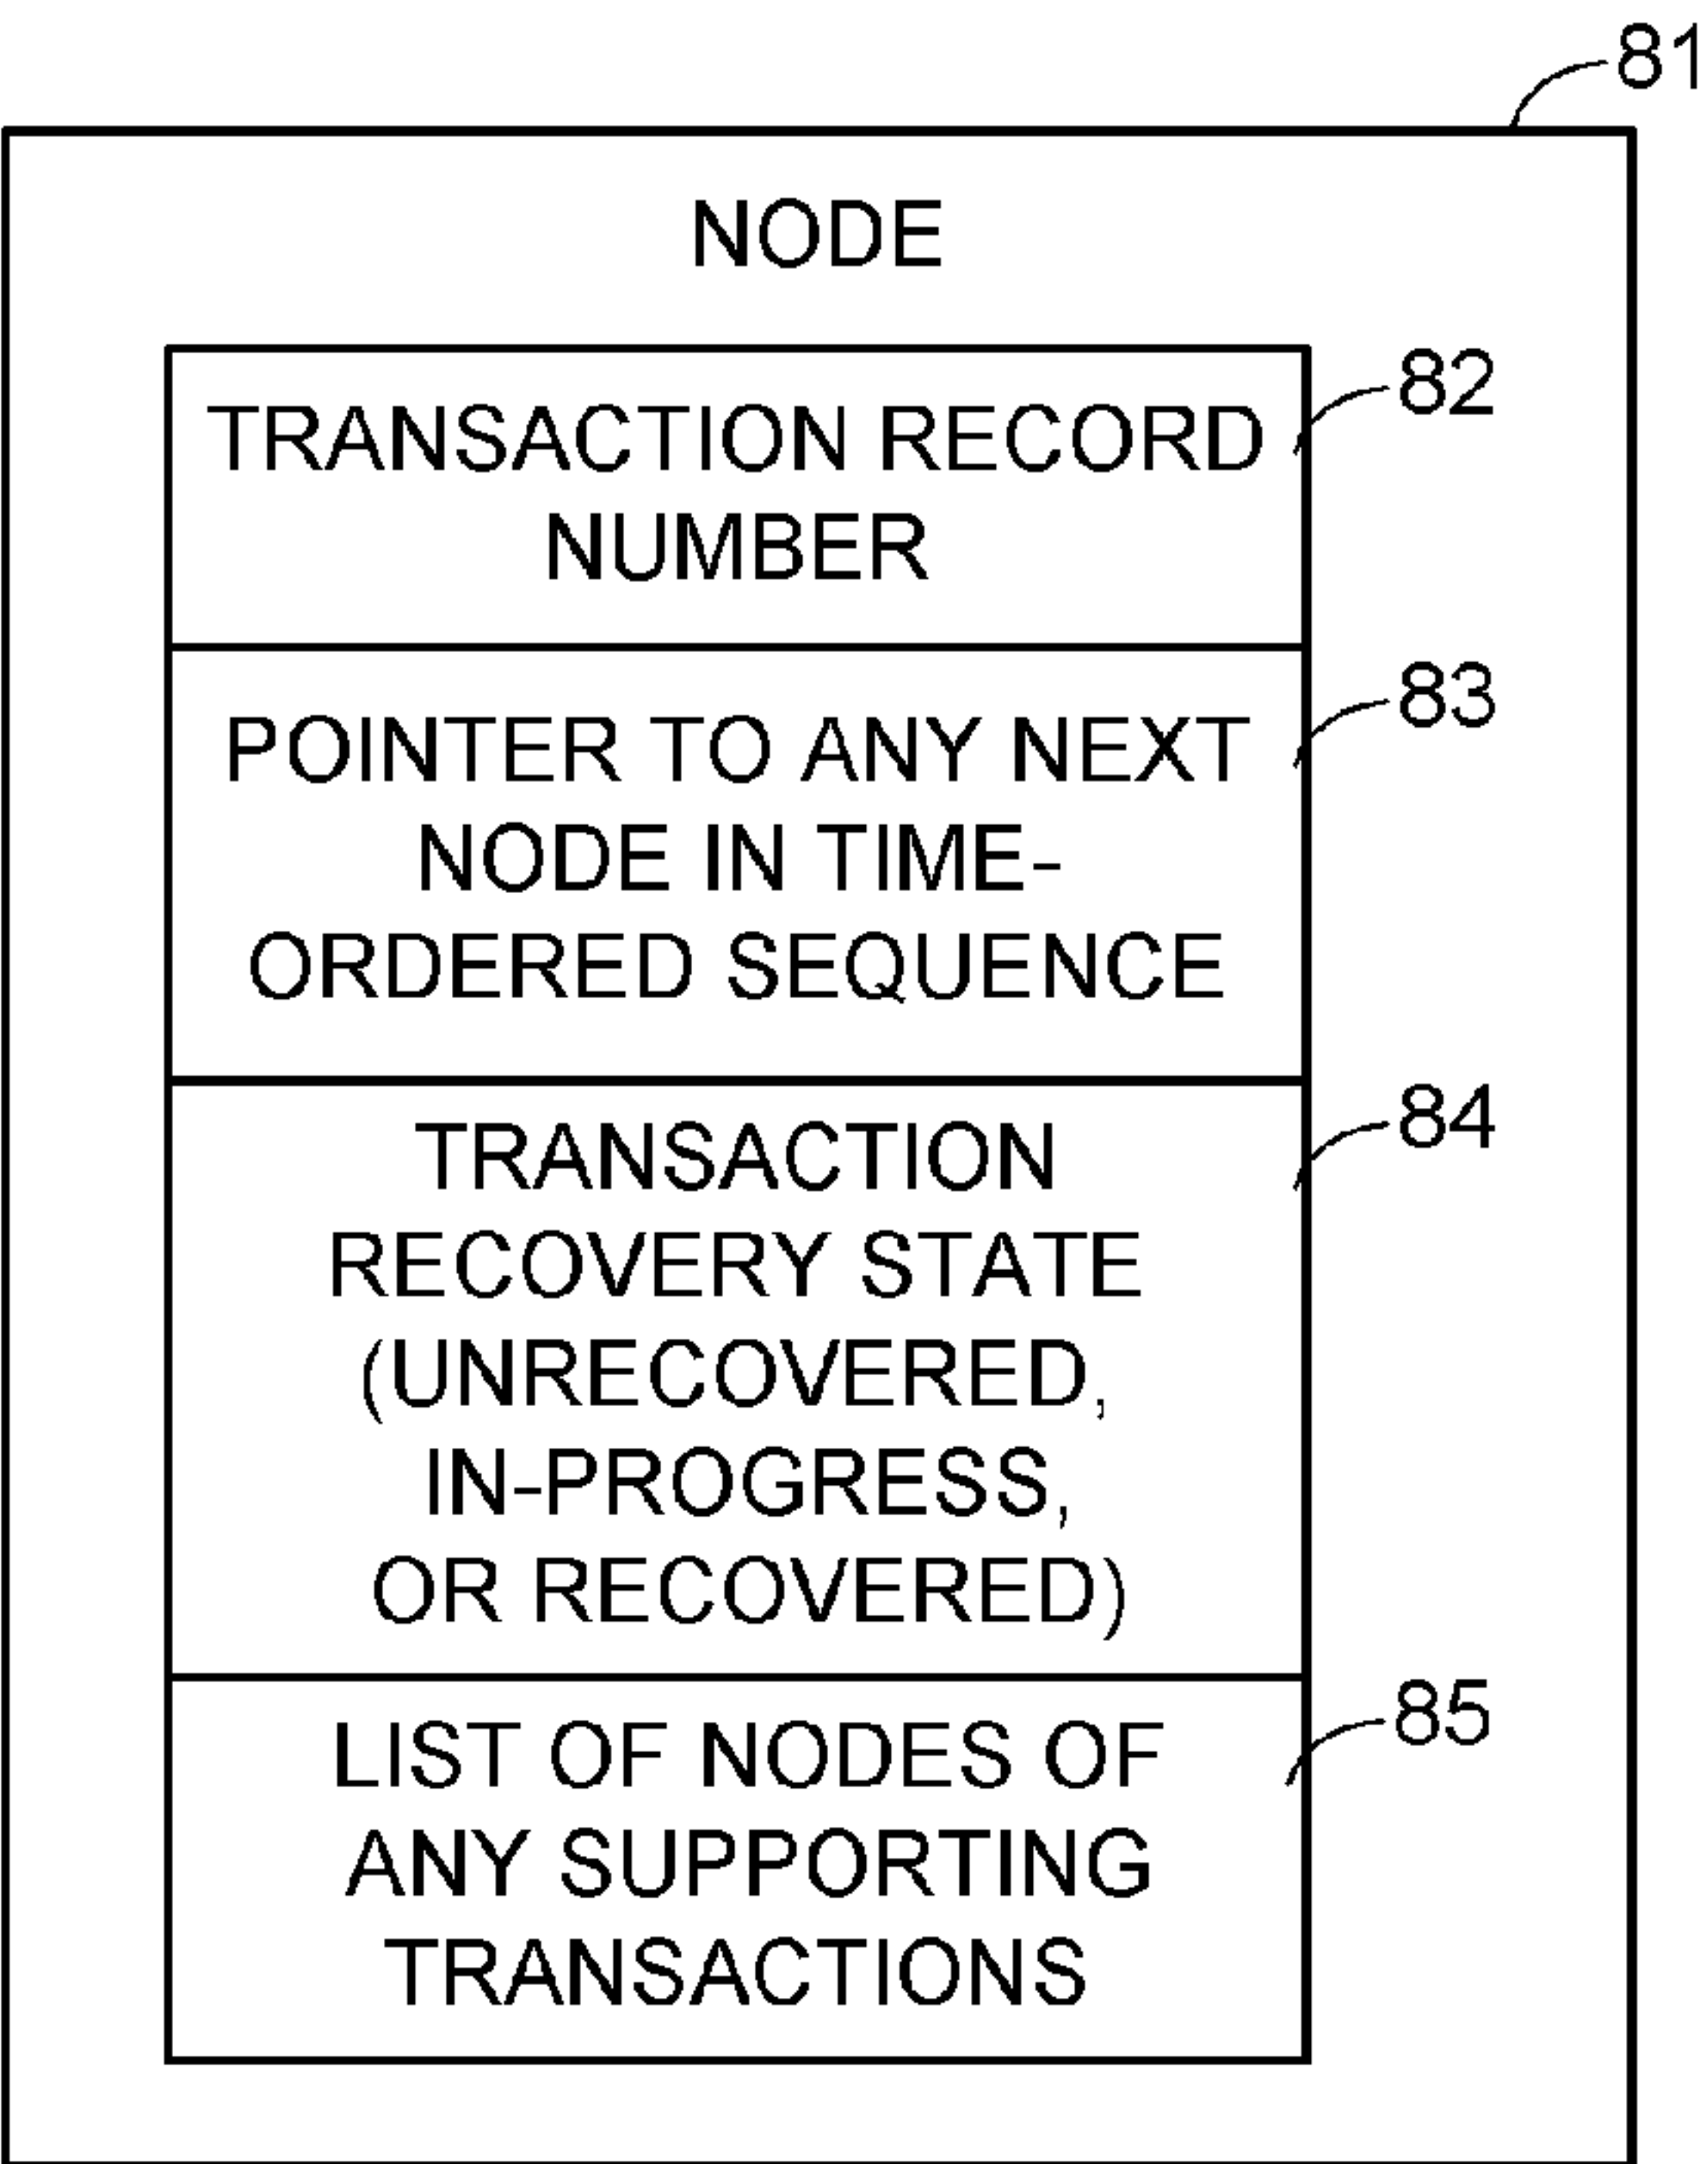 81
NODE
82
TRANSACTION RECORD
NUMBER
83
POINTER TO ANY NEXT
NODE IN TIME-
ORDERED SEQUENCE
84
TRANSACTION
RECOVERY STATE
(UNRECOVERED,
IN-PROGRESS,
OR RECOVERED)
85
LIST OF NODES OF
ANY SUPPORTING
TRANSACTIONS